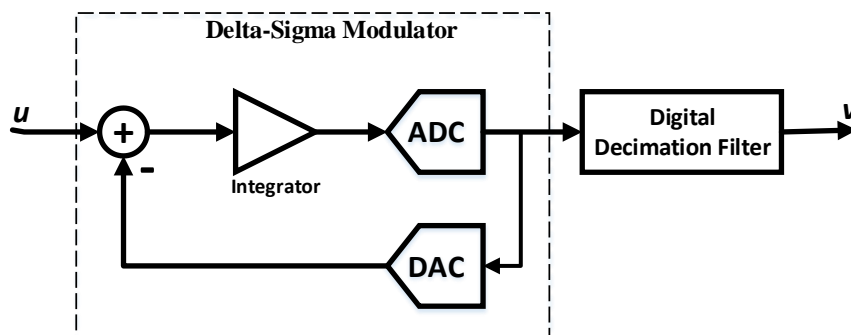 Delta-Sigma Modulator
u
+
-
Integrator
ADC
DAC
Digital
Decimation Filter
v